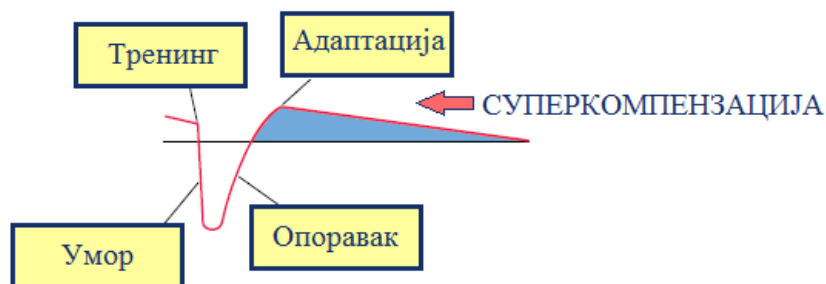 Адаптација
Тренинг
СУПЕРКОМПЕНЗАЦИЈА
Опоравак
Умор